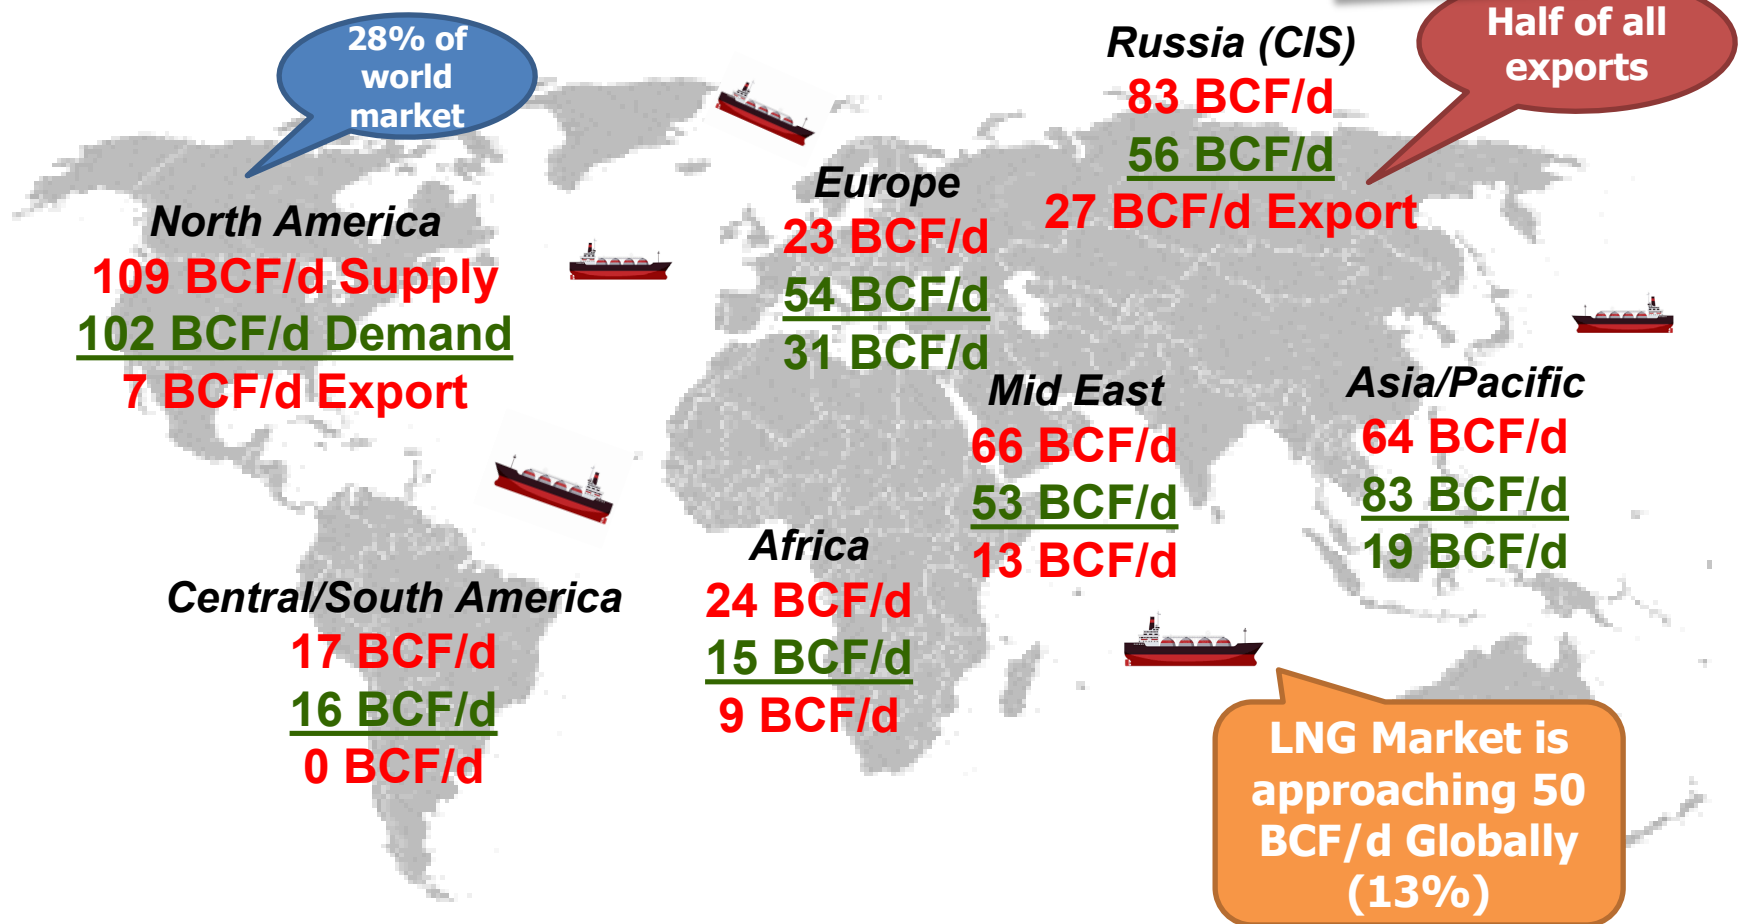 28% of
world
market
North America
109 BCF/d Supply
102 BCF/d Demand
7 BCF/d Export
Central/South America
17 BCF/d
16 BCF/d
0 BCF/d
Europe
23 BCF/d
54 BCF/d
31 BCF/d
Africa
24 BCF/d
15 BCF/d
9 BCF/d
Russia (CIS)
83 BCF/d
56 BCF/d
27 BCF/d Export
Half of all
exports
Mid East
66 BCF/d
53 BCF/d
13 BCF/d
Asia/Pacific
64 BCF/d
83 BCF/d
19 BCF/d
LNG Market is
approaching 50
BCF/d Globally
(13%)